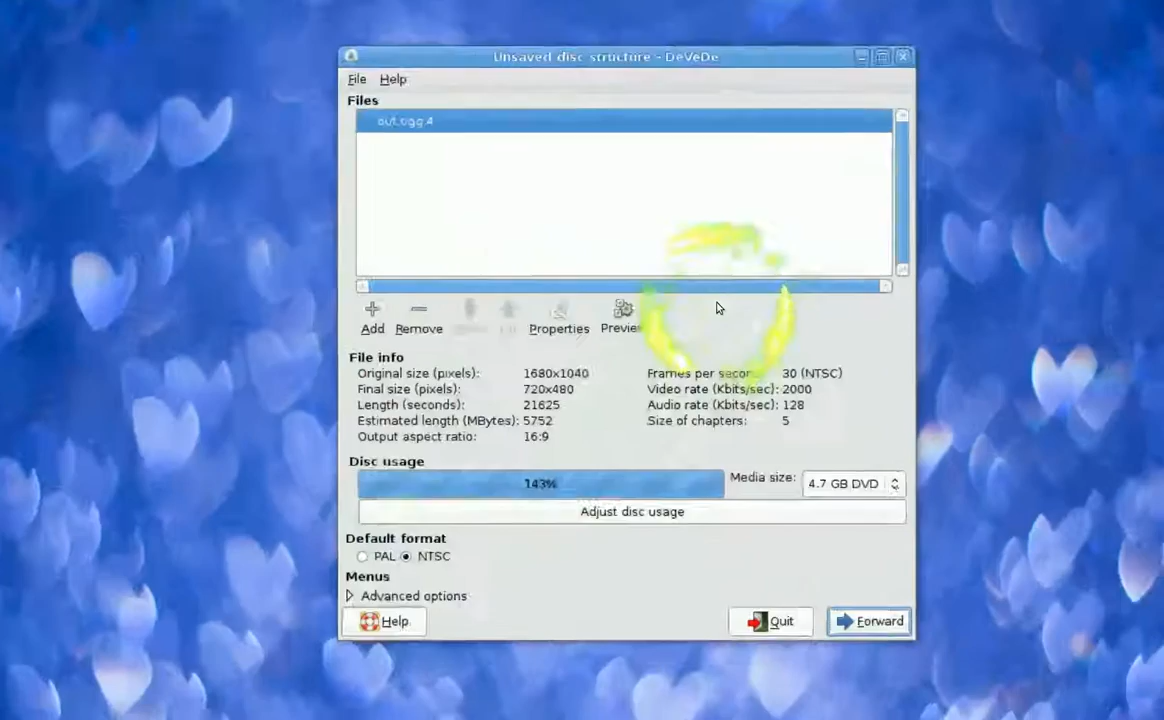 Unsaved disc structure - DeVeDe
File Help
Files
out.ogg.4
Add Remove Properties Preview
File info
Original size (pixels): 1680x1040 Frames per second: 30 (NTSC)
Final size (pixels): 720x480 Video rate (Kbits/sec): 2000
Length (seconds): 21625 Audio rate (Kbits/sec): 128
Estimated length (MBytes): 5752 Size of chapters: 5
Output aspect ratio: 16:9
Disc usage
143% Media size: 4.7 GB DVD
Adjust disc usage
Default format
PAL NTSC
Menus
Advanced options
Help Quit Forward